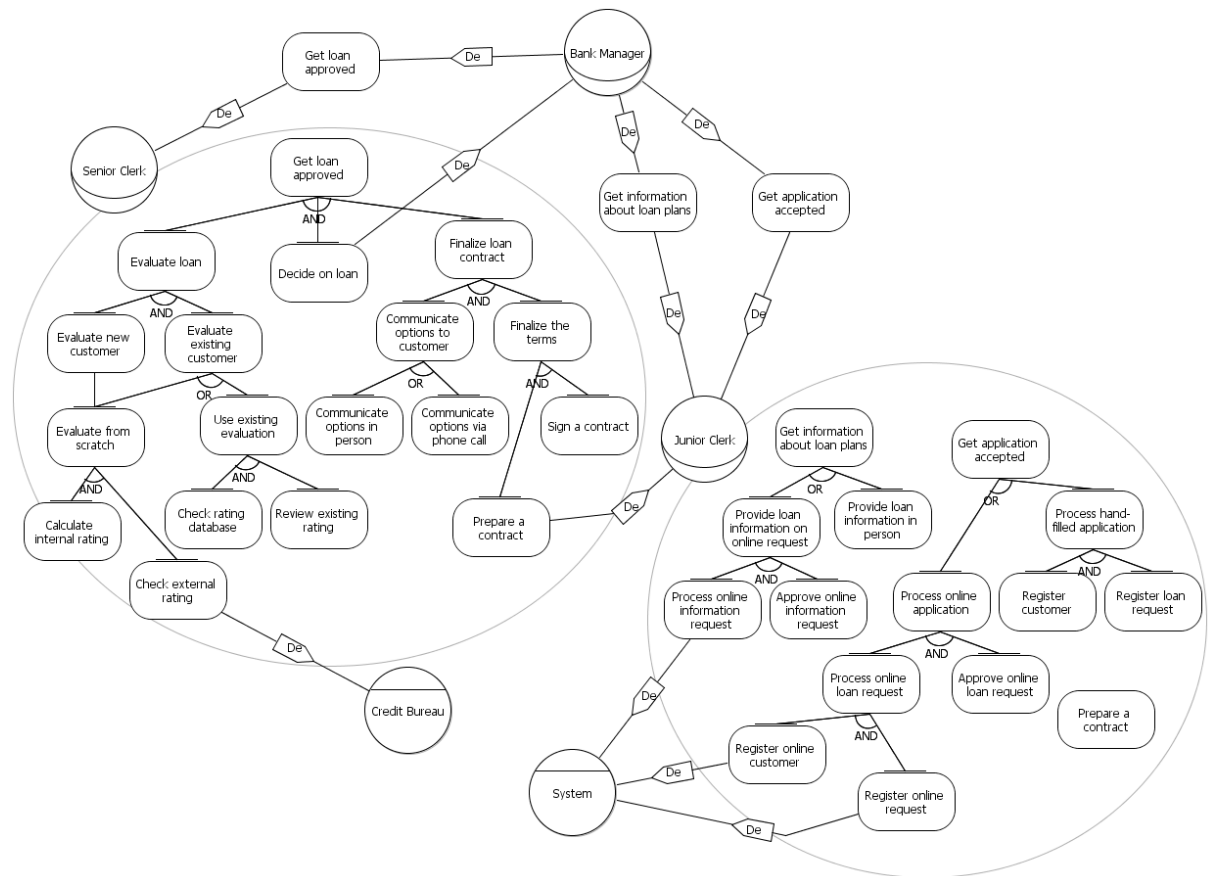 Get loan
approved
De
Bank Manager
De
Senior Clerk
Get loan
approved
De
De
De
AND
Get information
about loan plans
Get application
accepted
Evaluate loan
Decide on loan
Finalize loan
contract
AND
AND
Evaluate new
customer
Evaluate
existing
customer
Communicate
options to
customer
Finalize the
terms
De
De
OR
OR
AND
Evaluate from
scratch
Use existing
evaluation
Communicate
options in
person
Communicate
options via
phone call
Sign a contract
Junior Clerk
Get information
about loan plans
Get application
accepted
AND
AND
OR
OR
Calculate
internal rating
Check rating
database
Review existing
rating
Prepare a
contract
De
Provide loan
information on
online request
Provide loan
information in
person
Process hand-
filled application
Check external
rating
AND
AND
Process online
information
request
Approve online
information
request
Process online
application
Register
customer
Register loan
request
De
AND
Credit Bureau
De
Process online
loan request
Approve online
loan request
Prepare a
contract
AND
Register online
customer
De
System
Register online
request
De